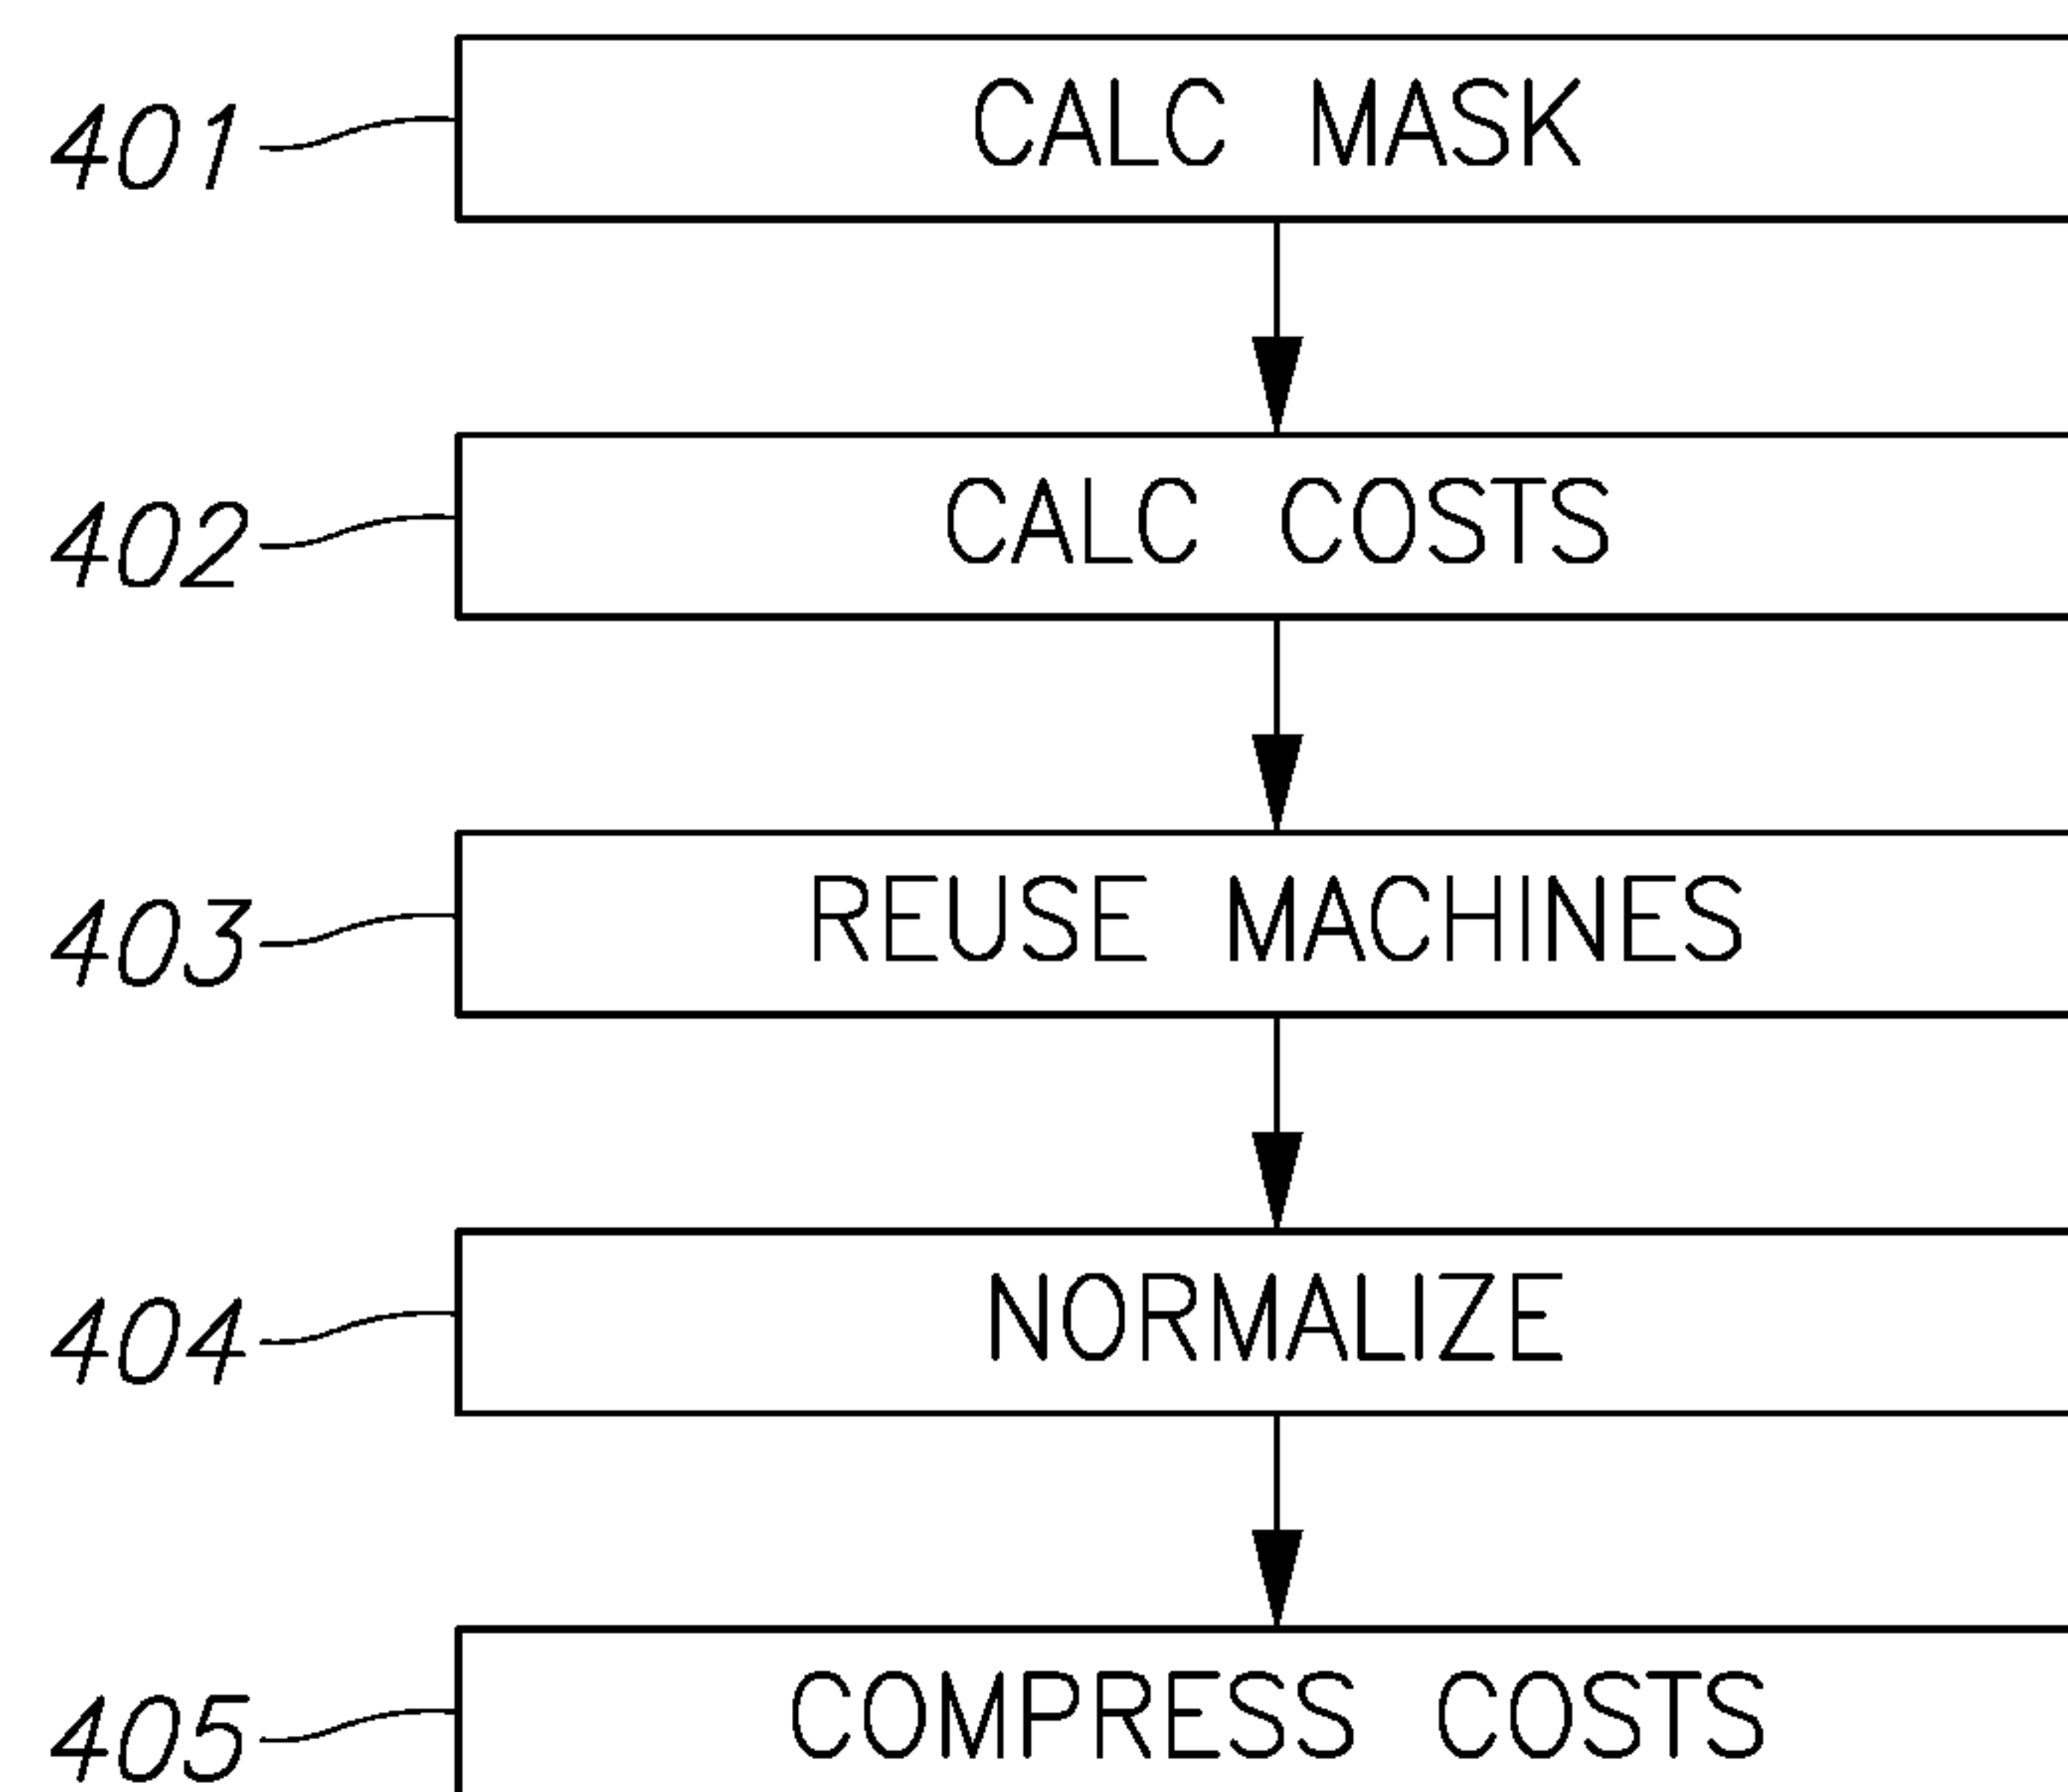 401 CALC MASK
402 CALC COSTS
403 REUSE MACHINES
404 NORMALIZE
405 COMPRESS COSTS